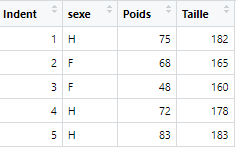 Indent sexe Poids Taille
1 H 75 182
2 F 68 165
3 F 48 160
4 H 72 178
5 H 83 183